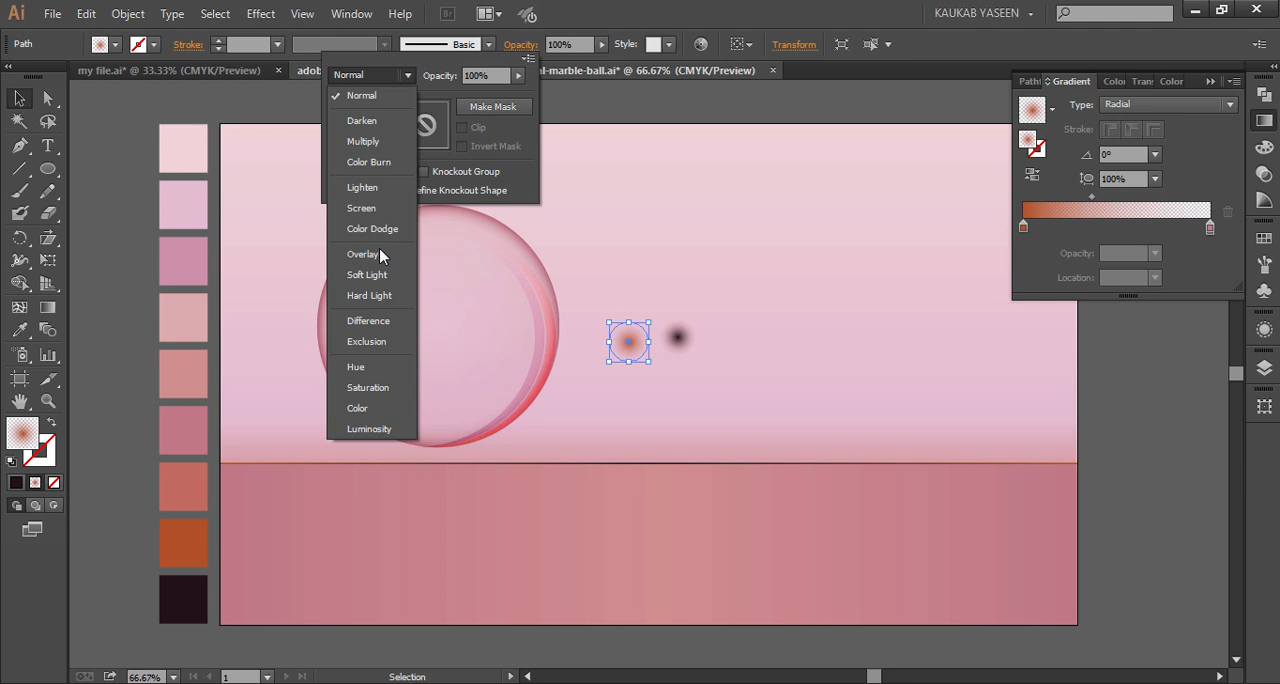 Ai File Edit Object Type Select Effect View Window Help Br KAUKAB YASEEN
Path Stroke: Basic Opacity: 100% Style: Transform
my file.ai* @ 33.33% (CMYK/Preview) × adob al-marble-ball.ai* @ 66.67% (CMYK/Preview) ×
Normal Opacity: 100%
Normal
Darken
Multiply
Color Burn
Lighten
Screen
Color Dodge
Overlay
Soft Light
Hard Light
Difference
Exclusion
Hue
Saturation
Color
Luminosity
Make Mask
Clip
Invert Mask
Knockout Group
efine Knockout Shape
Path Gradient Color Tran Color
Type: Radial
Stroke:
0°
100%
Opacity:
Location:
66.67% 1 Selection